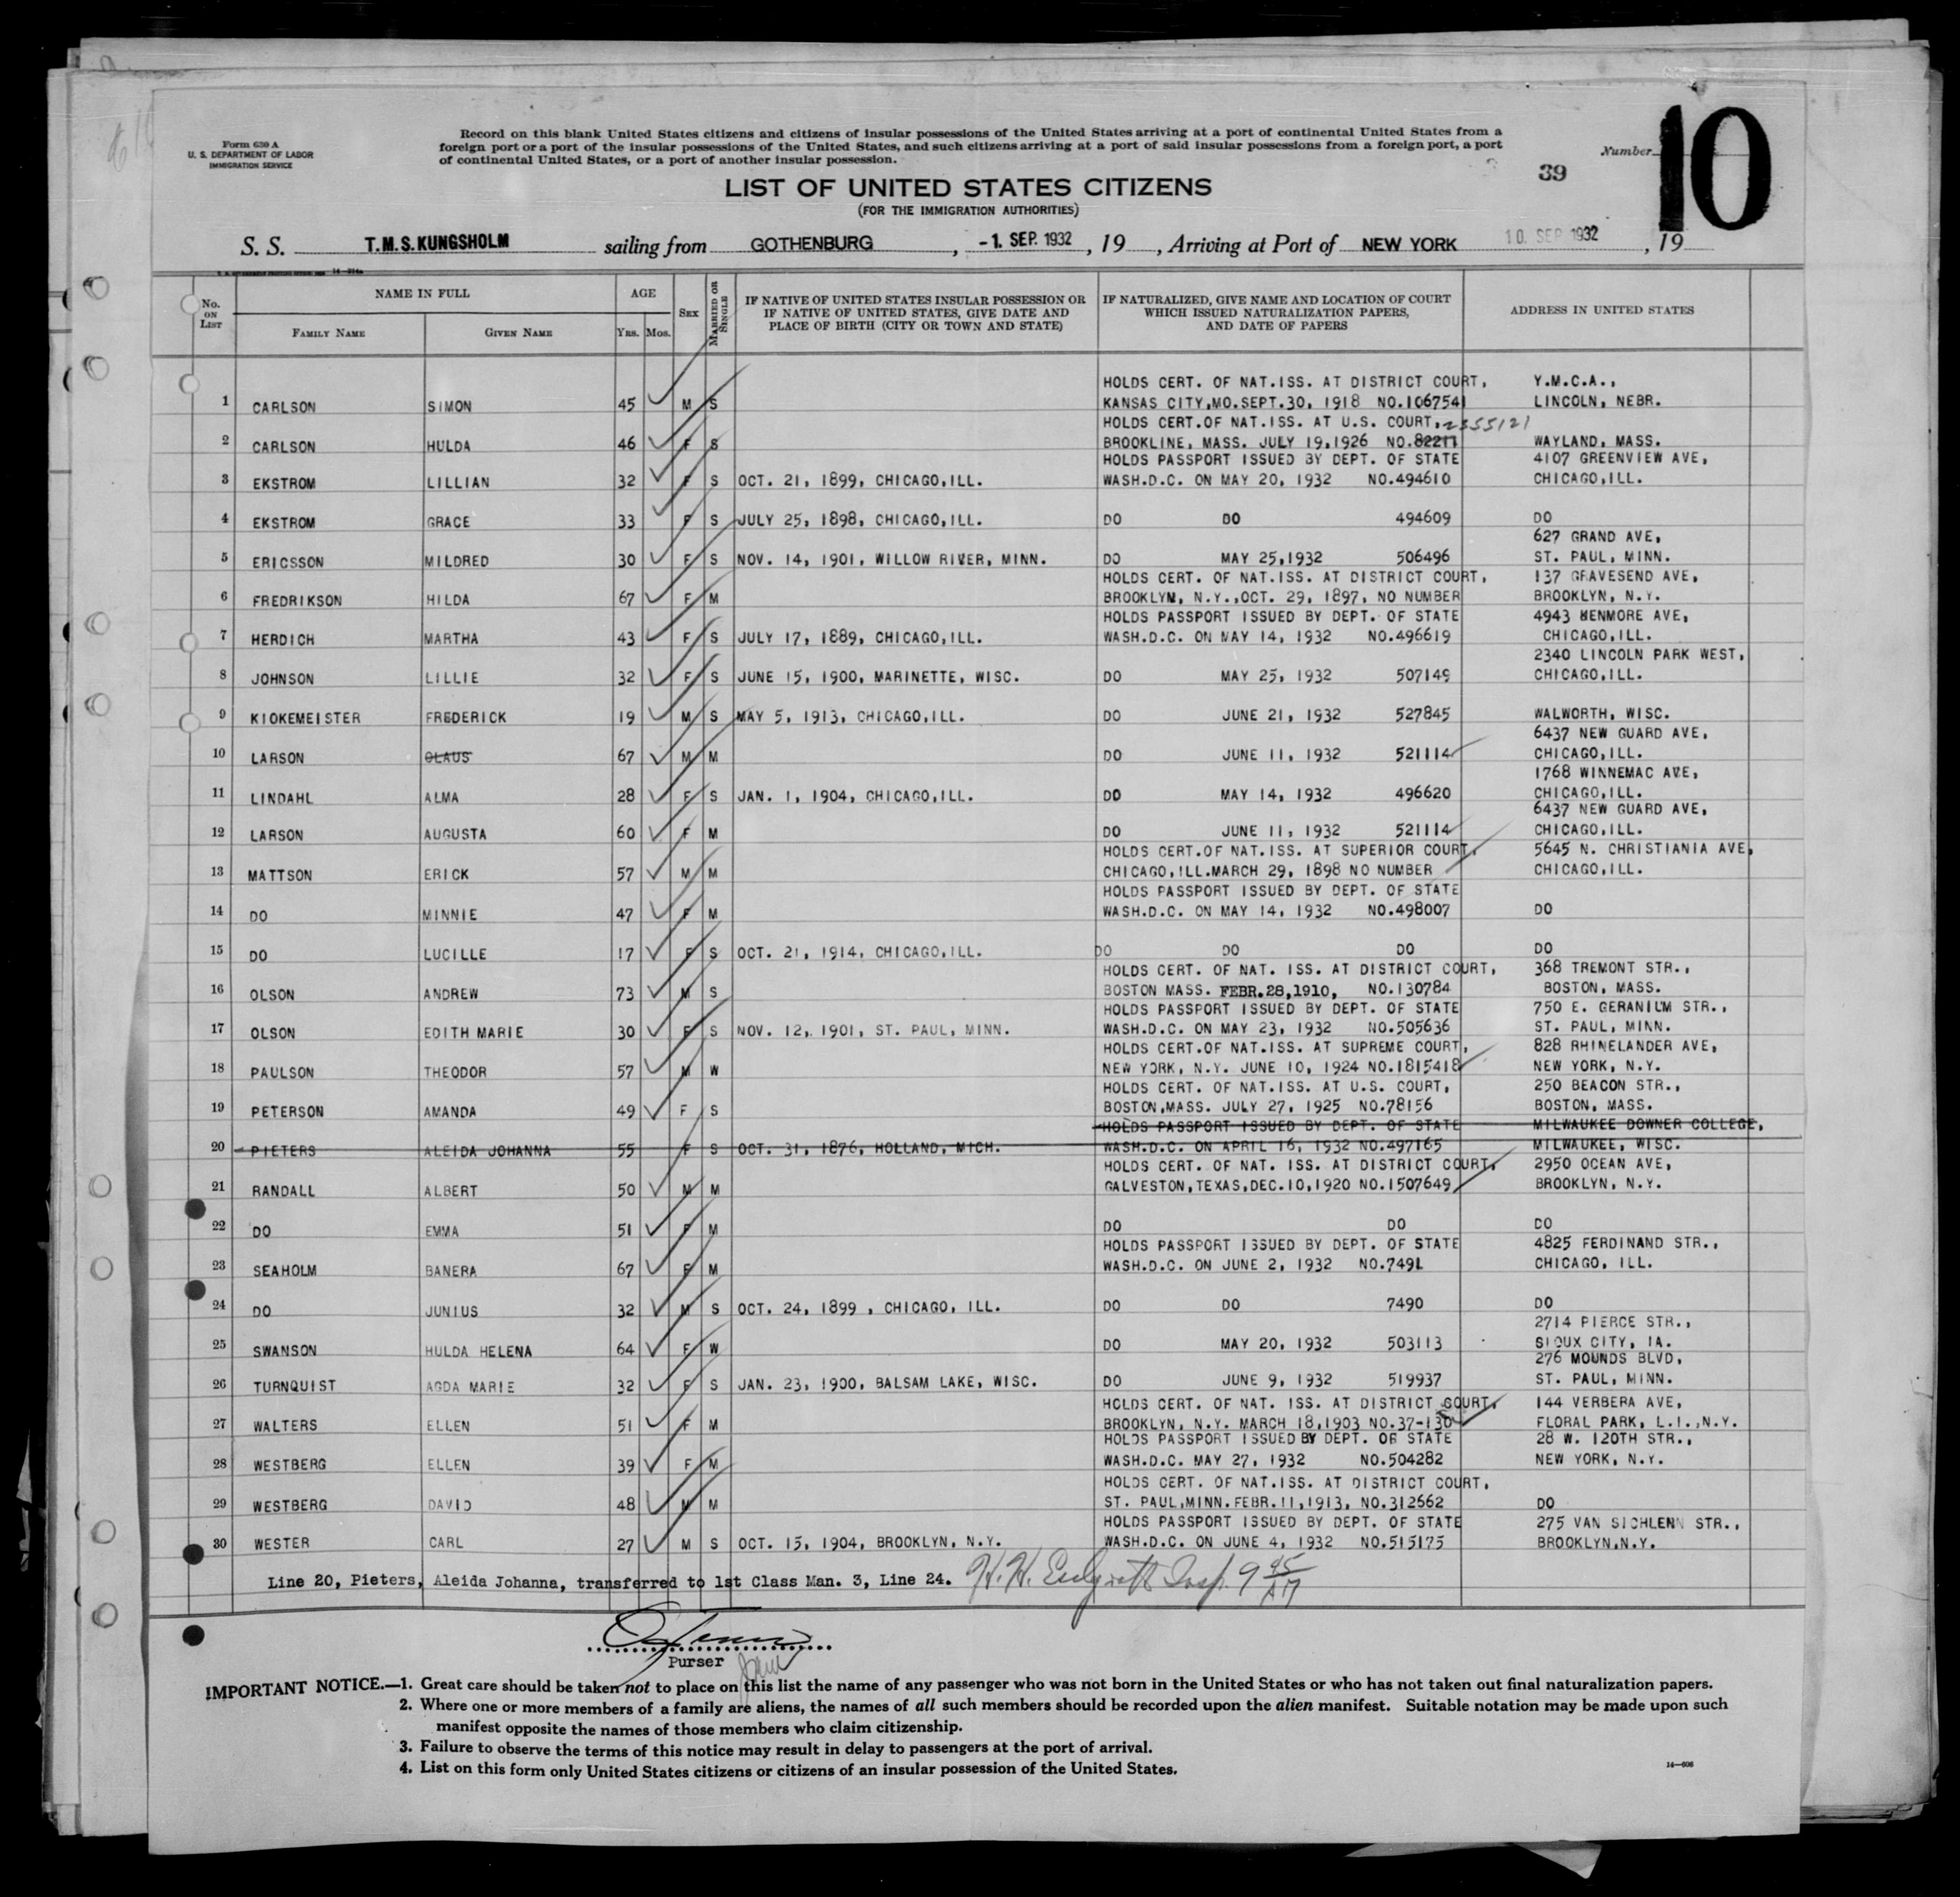 Form 630 A
U. S. DEPARTMENT OF LABOR
IMMIGRATION SERVICE
Record on this blank United States citizens and citizens of insular possessions of the United States arriving at a port of continental United States from a
foreign port or a port of the insular possessions of the United States, and such citizens arriving at a port of said insular possessions from a foreign port, a port
of continental United States, or a port of another insular possession.
Number 10
39
LIST OF UNITED STATES CITIZENS
(FOR THE IMMIGRATION AUTHORITIES)
S. S. T.M.S.KUNGSHOLM sailing from GOTHENBURG, -1. SEP. 1932, 19 , Arriving at Port of NEW YORK 10. SEP 1932, 19
No. ON LIST
NAME IN FULL
FAMILY NAME
GIVEN NAME
AGE
YRS. MOS.
SEX
MARRIED OR SINGLE
IF NATIVE OF UNITED STATES INSULAR POSSESSION OR
IF NATIVE OF UNITED STATES, GIVE DATE AND
PLACE OF BIRTH (CITY OR TOWN AND STATE)
IF NATURALIZED, GIVE NAME AND LOCATION OF COURT
WHICH ISSUED NATURALIZATION PAPERS,
AND DATE OF PAPERS
ADDRESS IN UNITED STATES
HOLDS CERT. OF NAT.ISS. AT DISTRICT COURT, Y.M.C.A.,
1 CARLSON SIMON 45 M S KANSAS CITY,MO.SEPT.30, 1918 NO.1067541 LINCOLN, NEBR.
HOLDS CERT.OF NAT.ISS. AT U.S. COURT, 2355121
2 CARLSON HULDA 46 F S BROOKLINE, MASS. JULY 19,1926 NO.82211 WAYLAND, MASS.
HOLDS PASSPORT ISSUED BY DEPT. OF STATE 4107 GREENVIEW AVE,
3 EKSTROM LILLIAN 32 F S OCT. 21, 1899, CHICAGO,ILL. WASH.D.C. ON MAY 20, 1932 NO.494610 CHICAGO,ILL.
4 EKSTROM GRACE 33 F S JULY 25, 1898, CHICAGO,ILL. DO DO 494609 DO
627 GRAND AVE,
5 ERICSSON MILDRED 30 F S NOV. 14, 1901, WILLOW RIVER, MINN. DO MAY 25,1932 506496 ST. PAUL, MINN.
HOLDS CERT. OF NAT.ISS. AT DISTRICT COURT, 137 GRAVESEND AVE,
6 FREDRIKSON HILDA 67 F M BROOKLYN, N.Y.,OCT. 29, 1897, NO NUMBER BROOKLYN, N.Y.
HOLDS PASSPORT ISSUED BY DEPT. OF STATE 4943 KENMORE AVE,
7 HERDICH MARTHA 43 F S JULY 17, 1889, CHICAGO,ILL. WASH.D.C. ON MAY 14, 1932 NO.496619 CHICAGO,ILL.
2340 LINCOLN PARK WEST,
8 JOHNSON LILLIE 32 F S JUNE 15, 1900, MARINETTE, WISC. DO MAY 25, 1932 507149 CHICAGO,ILL.
9 KIOKEMEISTER FREDERICK 19 M S MAY 5, 1913, CHICAGO,ILL. DO JUNE 21, 1932 527845 WALWORTH, WISC.
6437 NEW GUARD AVE,
10 LARSON OLAUS 67 M M DO JUNE 11, 1932 521114 CHICAGO,ILL.
1768 WINNEMAC AVE,
11 LINDAHL ALMA 28 F S JAN. 1, 1904, CHICAGO,ILL. DO MAY 14, 1932 496620 CHICAGO,ILL.
6437 NEW GUARD AVE,
12 LARSON AUGUSTA 60 F M DO JUNE 11, 1932 521114 CHICAGO,ILL.
HOLDS CERT.OF NAT.ISS. AT SUPERIOR COURT, 5645 N. CHRISTIANIA AVE,
13 MATTSON ERICK 57 M M CHICAGO,ILL.MARCH 29, 1898 NO NUMBER CHICAGO,ILL.
HOLDS PASSPORT ISSUED BY DEPT. OF STATE
14 DO MINNIE 47 F M WASH.D.C. ON MAY 14, 1932 NO.498007 DO
15 DO LUCILLE 17 F S OCT. 21, 1914, CHICAGO,ILL. DO DO DO DO
HOLDS CERT. OF NAT. ISS. AT DISTRICT COURT, 368 TREMONT STR.,
16 OLSON ANDREW 73 M S BOSTON MASS. FEBR.28,1910, NO.130784 BOSTON, MASS.
HOLDS PASSPORT ISSUED BY DEPT. OF STATE 750 E. GERANIUM STR.,
17 OLSON EDITH MARIE 30 F S NOV. 12, 1901, ST. PAUL, MINN. WASH.D.C. ON MAY 23, 1932 NO.505636 ST. PAUL, MINN.
HOLDS CERT.OF NAT.ISS. AT SUPREME COURT, 828 RHINELANDER AVE,
18 PAULSON THEODOR 57 M W NEW YORK, N.Y. JUNE 10, 1924 NO.1815418 NEW YORK, N.Y.
HOLDS CERT. OF NAT.ISS. AT U.S. COURT, 250 BEACON STR.,
19 PETERSON AMANDA 49 F S BOSTON,MASS. JULY 27, 1925 NO.78156 BOSTON, MASS.
HOLDS PASSPORT ISSUED BY DEPT. OF STATE MILWAUKEE DOWNER COLLEGE,
20 PIETERS ALEIDA JOHANNA 55 F S OCT. 31, 1876, HOLLAND, MICH. WASH.D.C. ON APRIL 16, 1932 NO.497165 MILWAUKEE, WISC.
HOLDS CERT. OF NAT. ISS. AT DISTRICT COURT, 2950 OCEAN AVE,
21 RANDALL ALBERT 50 M M GALVESTON,TEXAS,DEC.10,1920 NO.1507649 BROOKLYN, N.Y.
22 DO EMMA 51 F M DO DO DO
HOLDS PASSPORT ISSUED BY DEPT. OF STATE 4825 FERDINAND STR.,
23 SEAHOLM BANERA 67 F M WASH.D.C. ON JUNE 2, 1932 NO.7491 CHICAGO, ILL.
24 DO JUNIUS 32 M S OCT. 24, 1899 , CHICAGO, ILL. DO DO 7490 DO
2714 PIERCE STR.,
25 SWANSON HULDA HELENA 64 F W DO MAY 20, 1932 503113 SIOUX CITY, IA.
276 MOUNDS BLVD,
26 TURNQUIST AGDA MARIE 32 F S JAN. 23, 1900, BALSAM LAKE, WISC. DO JUNE 9, 1932 519937 ST. PAUL, MINN.
HOLDS CERT. OF NAT. ISS. AT DISTRICT COURT, 144 VERBERA AVE,
27 WALTERS ELLEN 51 F M BROOKLYN, N.Y. MARCH 18,1903 NO.37-130 FLORAL PARK, L.I.,N.Y.
HOLDS PASSPORT ISSUED BY DEPT. OF STATE 28 W. 120TH STR.,
28 WESTBERG ELLEN 39 F M WASH.D.C. MAY 27, 1932 NO.504282 NEW YORK, N.Y.
HOLDS CERT. OF NAT.ISS. AT DISTRICT COURT,
29 WESTBERG DAVID 48 M M ST. PAUL,MINN.FEBR.11,1913, NO.312662 DO
HOLDS PASSPORT ISSUED BY DEPT. OF STATE 275 VAN SICHLENN STR.,
30 WESTER CARL 27 M S OCT. 15, 1904, BROOKLYN, N.Y. WASH.D.C. ON JUNE 4, 1932 NO.515175 BROOKLYN,N.Y.
Line 20, Pieters, Aleida Johanna, transferred to 1st Class Man. 3, Line 24. H. H. Insp. 9 45 AM
Purser
IMPORTANT NOTICE.—1. Great care should be taken not to place on this list the name of any passenger who was not born in the United States or who has not taken out final naturalization papers.
2. Where one or more members of a family are aliens, the names of all such members should be recorded upon the alien manifest. Suitable notation may be made upon such
manifest opposite the names of those members who claim citizenship.
3. Failure to observe the terms of this notice may result in delay to passengers at the port of arrival.
4. List on this form only United States citizens or citizens of an insular possession of the United States.
14—606